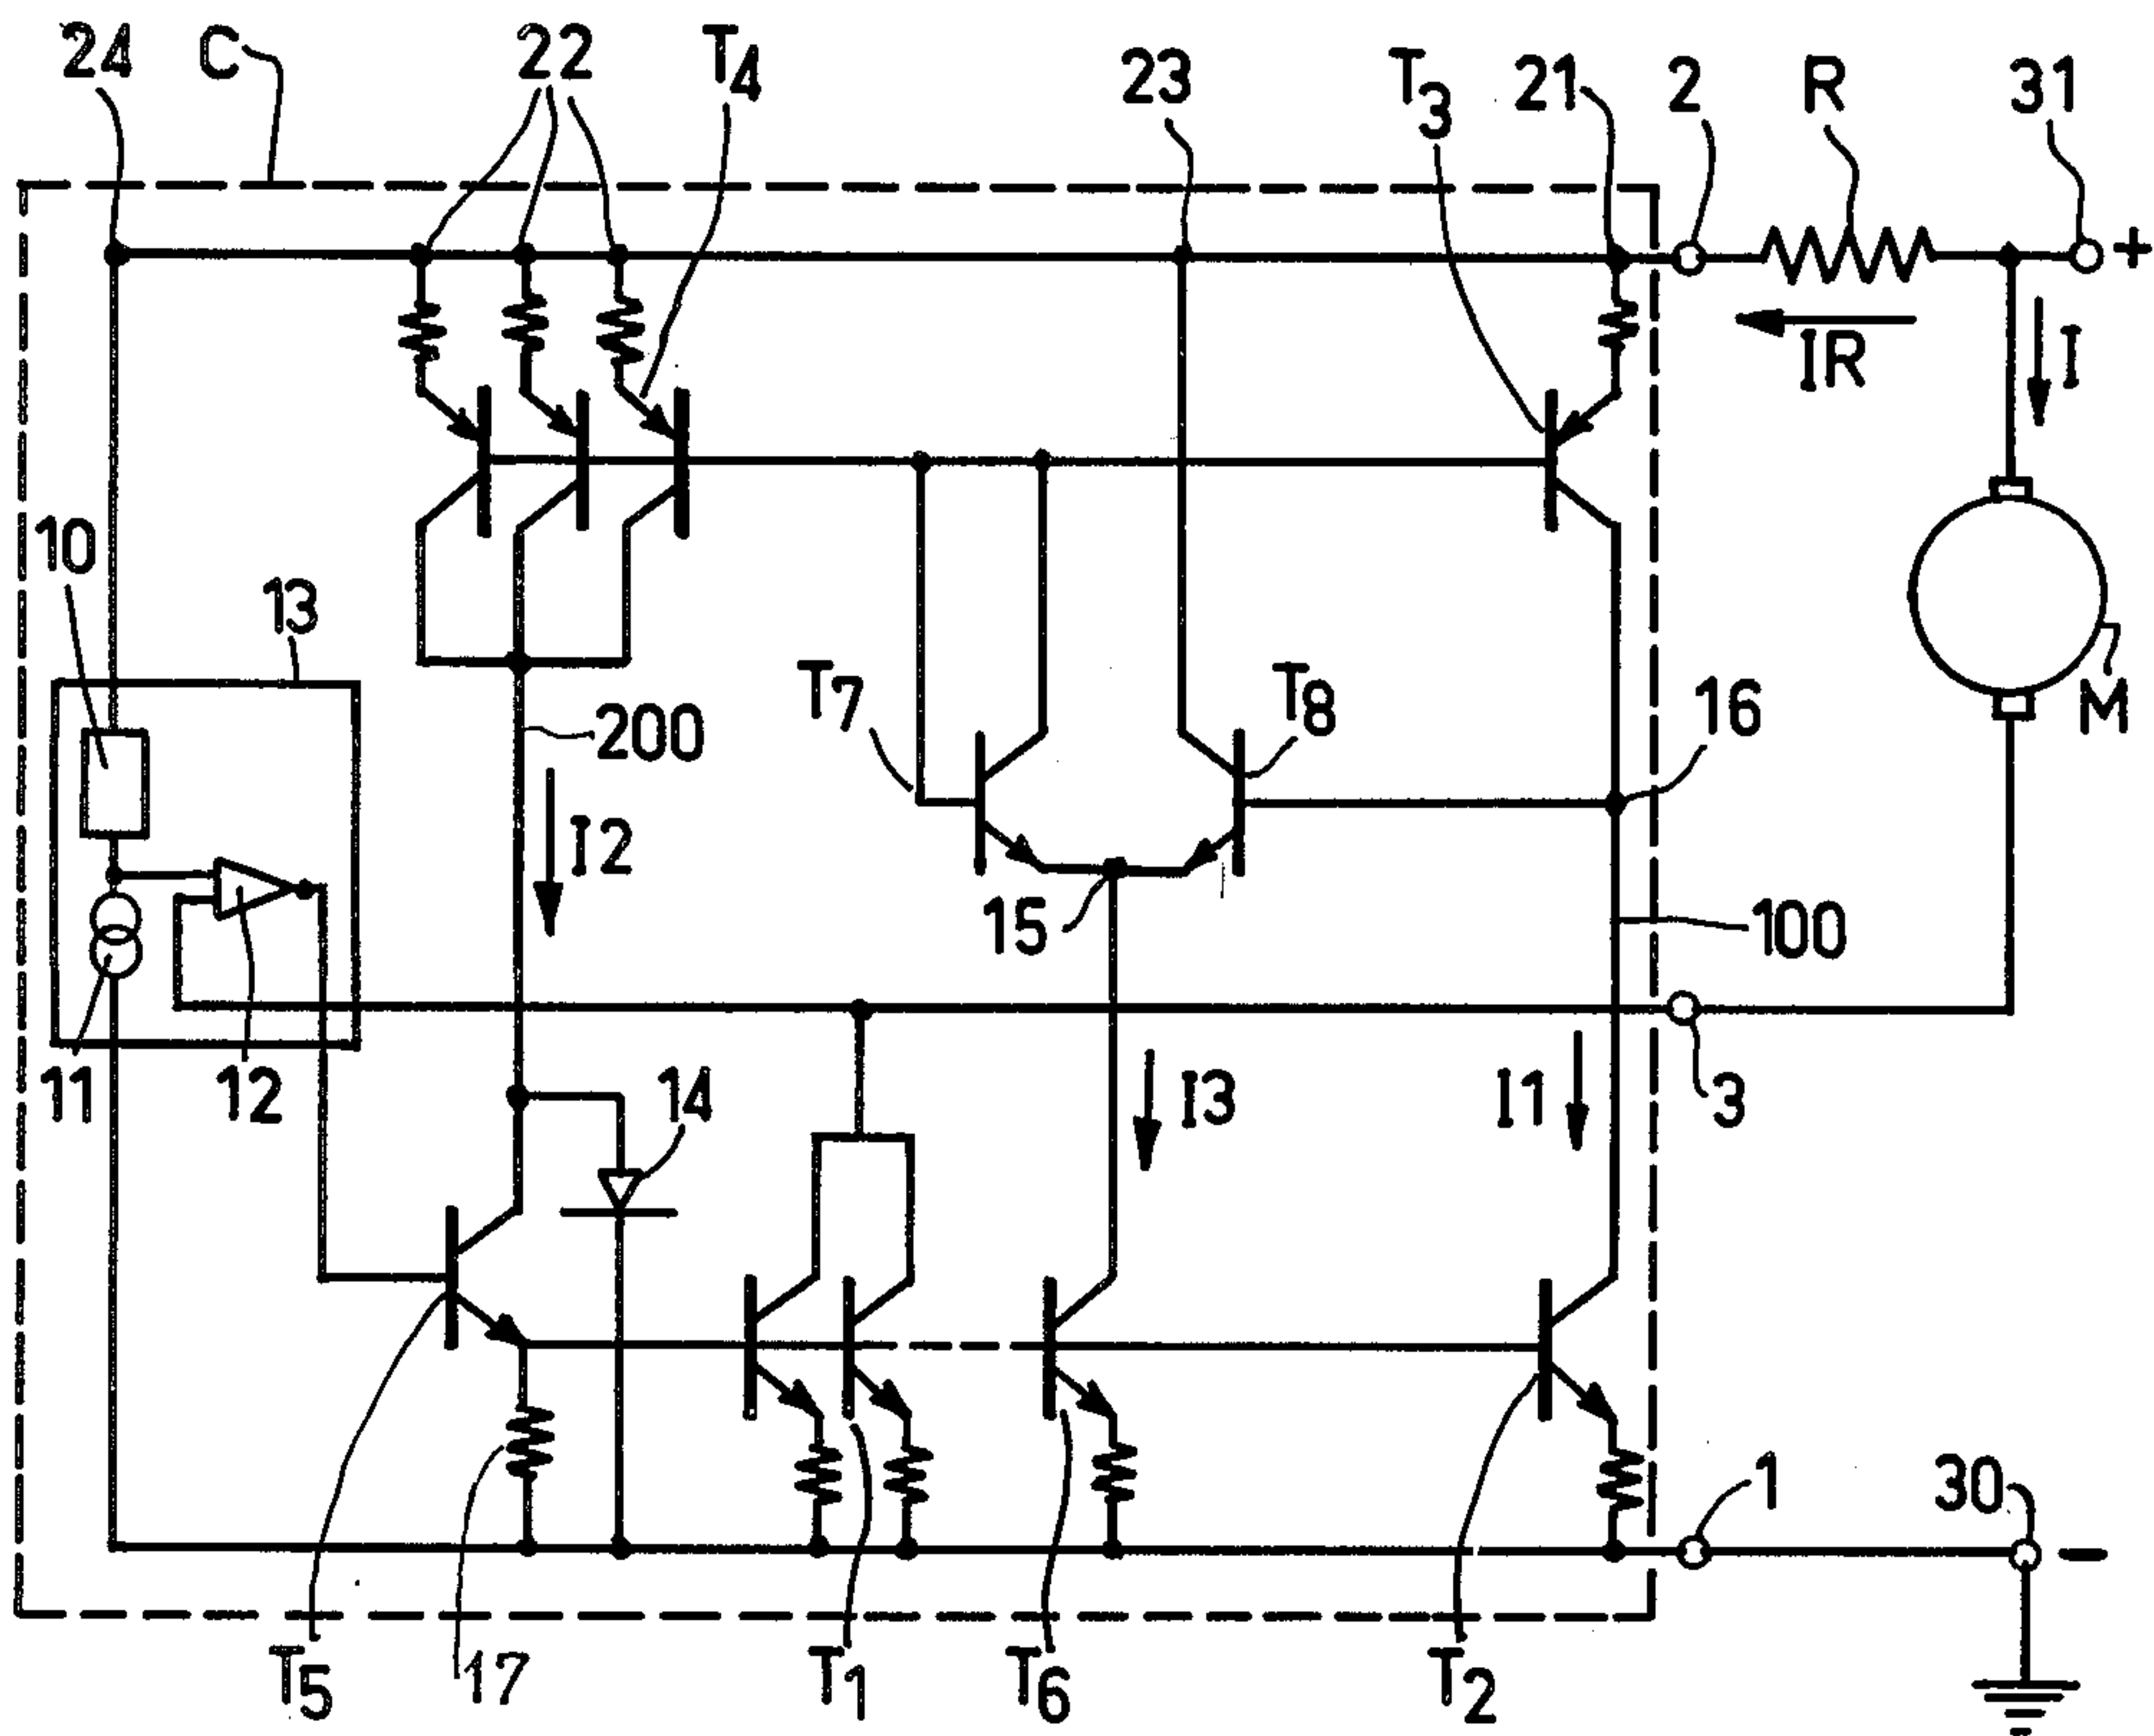 24 C 22 T4 23 T3 21 2 R 31
+
IR I
10
13
T7 T8 16 M
200
I2
15 100
11 12 14 I3 I1 3
1 30
−
T5 17 T1 T6 T2